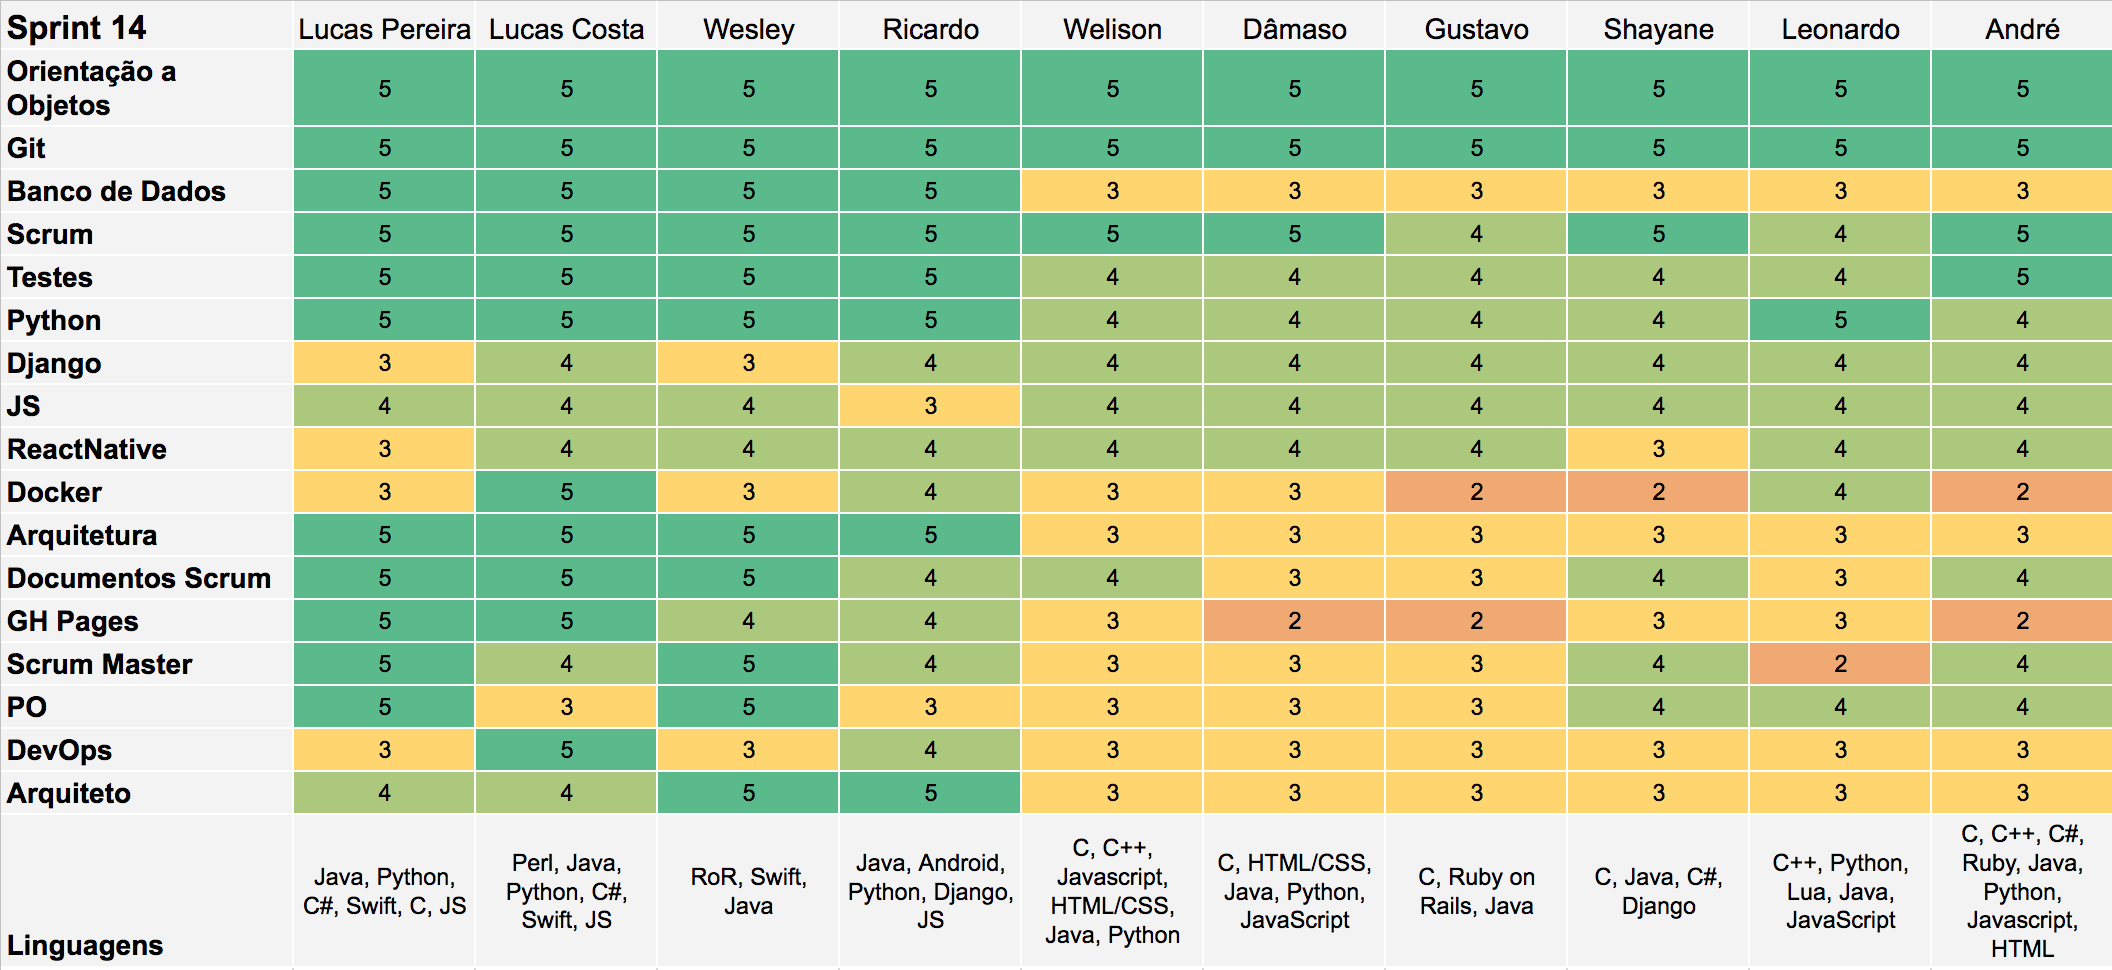 Sprint 14 Lucas Pereira Lucas Costa Wesley Ricardo Welison Dâmaso Gustavo Shayane Leonardo André
Orientação a
Objetos 5 5 5 5 5 5 5 5 5 5
Git 5 5 5 5 5 5 5 5 5 5
Banco de Dados 5 5 5 5 3 3 3 3 3 3
Scrum 5 5 5 5 5 5 4 5 4 5
Testes 5 5 5 5 4 4 4 4 4 5
Python 5 5 5 5 4 4 4 4 5 4
Django 3 4 3 4 4 4 4 4 4 4
JS 4 4 4 3 4 4 4 4 4 4
ReactNative 3 4 4 4 4 4 4 3 4 4
Docker 3 5 3 4 3 3 2 2 4 2
Arquitetura 5 5 5 5 3 3 3 3 3 3
Documentos Scrum 5 5 5 4 4 3 3 4 3 4
GH Pages 5 5 4 4 3 2 2 3 3 2
Scrum Master 5 4 5 4 3 3 3 4 2 4
PO 5 3 5 3 3 3 3 4 4 4
DevOps 3 5 3 4 3 3 3 3 3 3
Arquiteto 4 4 5 5 3 3 3 3 3 3
Linguagens
Java, Python,
C#, Swift, C, JS
Perl, Java,
Python, C#,
Swift, JS
RoR, Swift,
Java
Java, Android,
Python, Django,
JS
C, C++,
Javascript,
HTML/CSS,
Java, Python
C, HTML/CSS,
Java, Python,
JavaScript
C, Ruby on
Rails, Java
C, Java, C#,
Django
C++, Python,
Lua, Java,
JavaScript
C, C++, C#,
Ruby, Java,
Python,
Javascript,
HTML